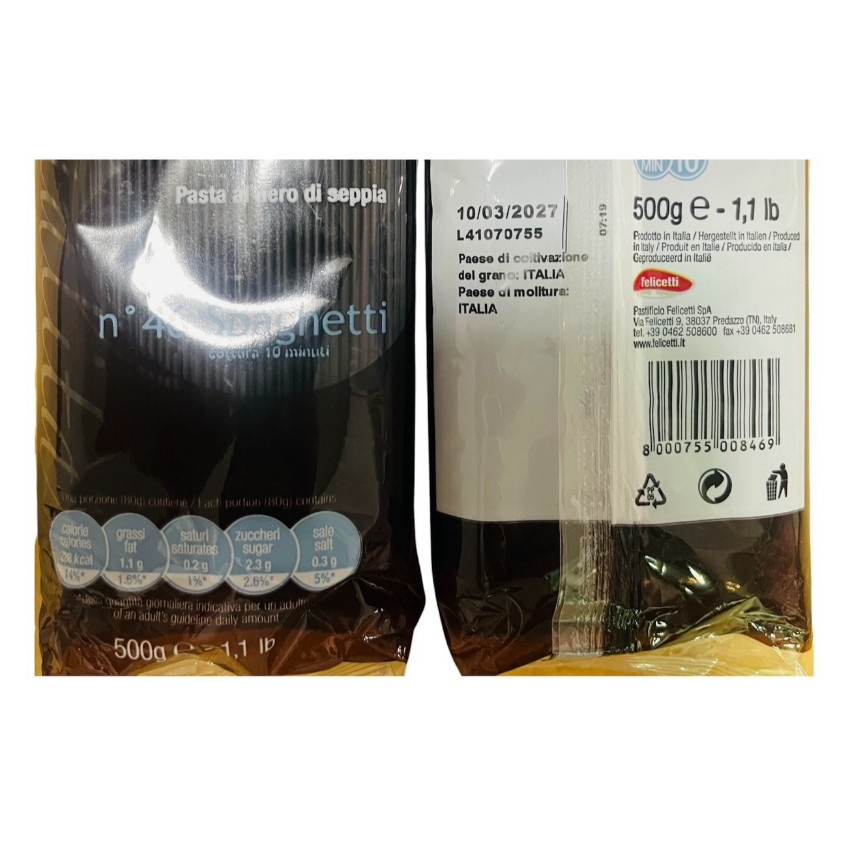 Pasta al nero di seppia
n° Spaghetti
cottura 10 minuti
una porzione (80g) contiene / Each portion (80g) contains
calorie
calories
kcal
14%*
grassi
fat
1.1 g
1.6%*
saturi
saturates
0.2 g
1%*
zuccheri
sugar
2.3 g
2.6%*
sale
salt
0.3 g
5%*
quantità giornaliera indicativa per un
of an adult's guideline daily amount
500g e - 1,1 lb
10/03/2027
L41070755
07:19
Paese di coltivazione
del grano: ITALIA
Paese di molitura:
ITALIA
MIN 10
500g e - 1,1 lb
Prodotto in Italia / Hergestellt in Italien / Produced
in Italy / Produit en Italie / Producido en Italia /
Geproduceerd in Italië
felicetti
Pastificio Felicetti SpA
Via Felicetti 9, 38037 Predazzo (TN), Italy
tel. +39 0462 508600 fax +39 0462 508681
www.felicetti.it
8 000755 008469
PP